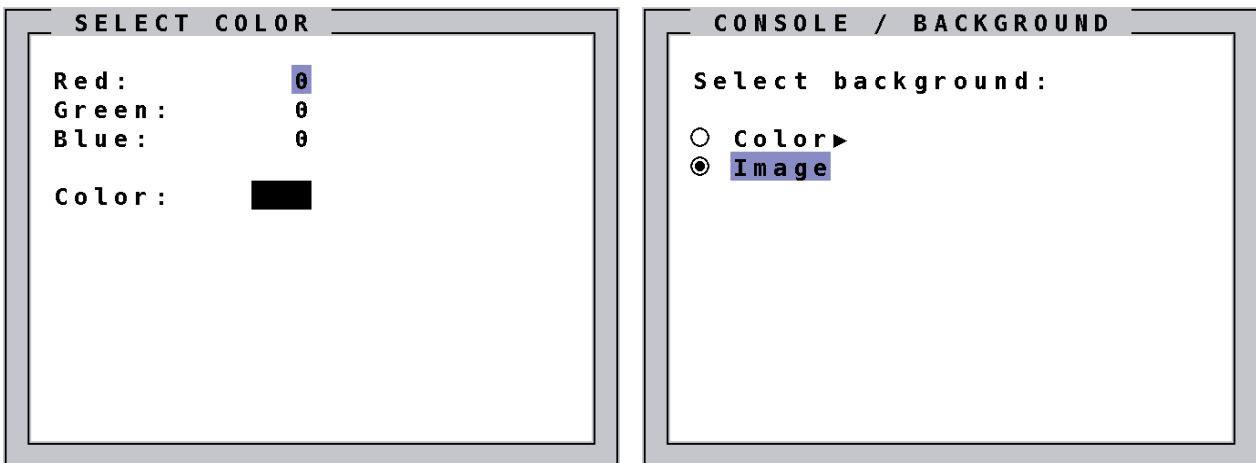 SELECT COLOR
Red: 0
Green: 0
Blue: 0
Color:
CONSOLE / BACKGROUND
Select background:
Color▶
Image